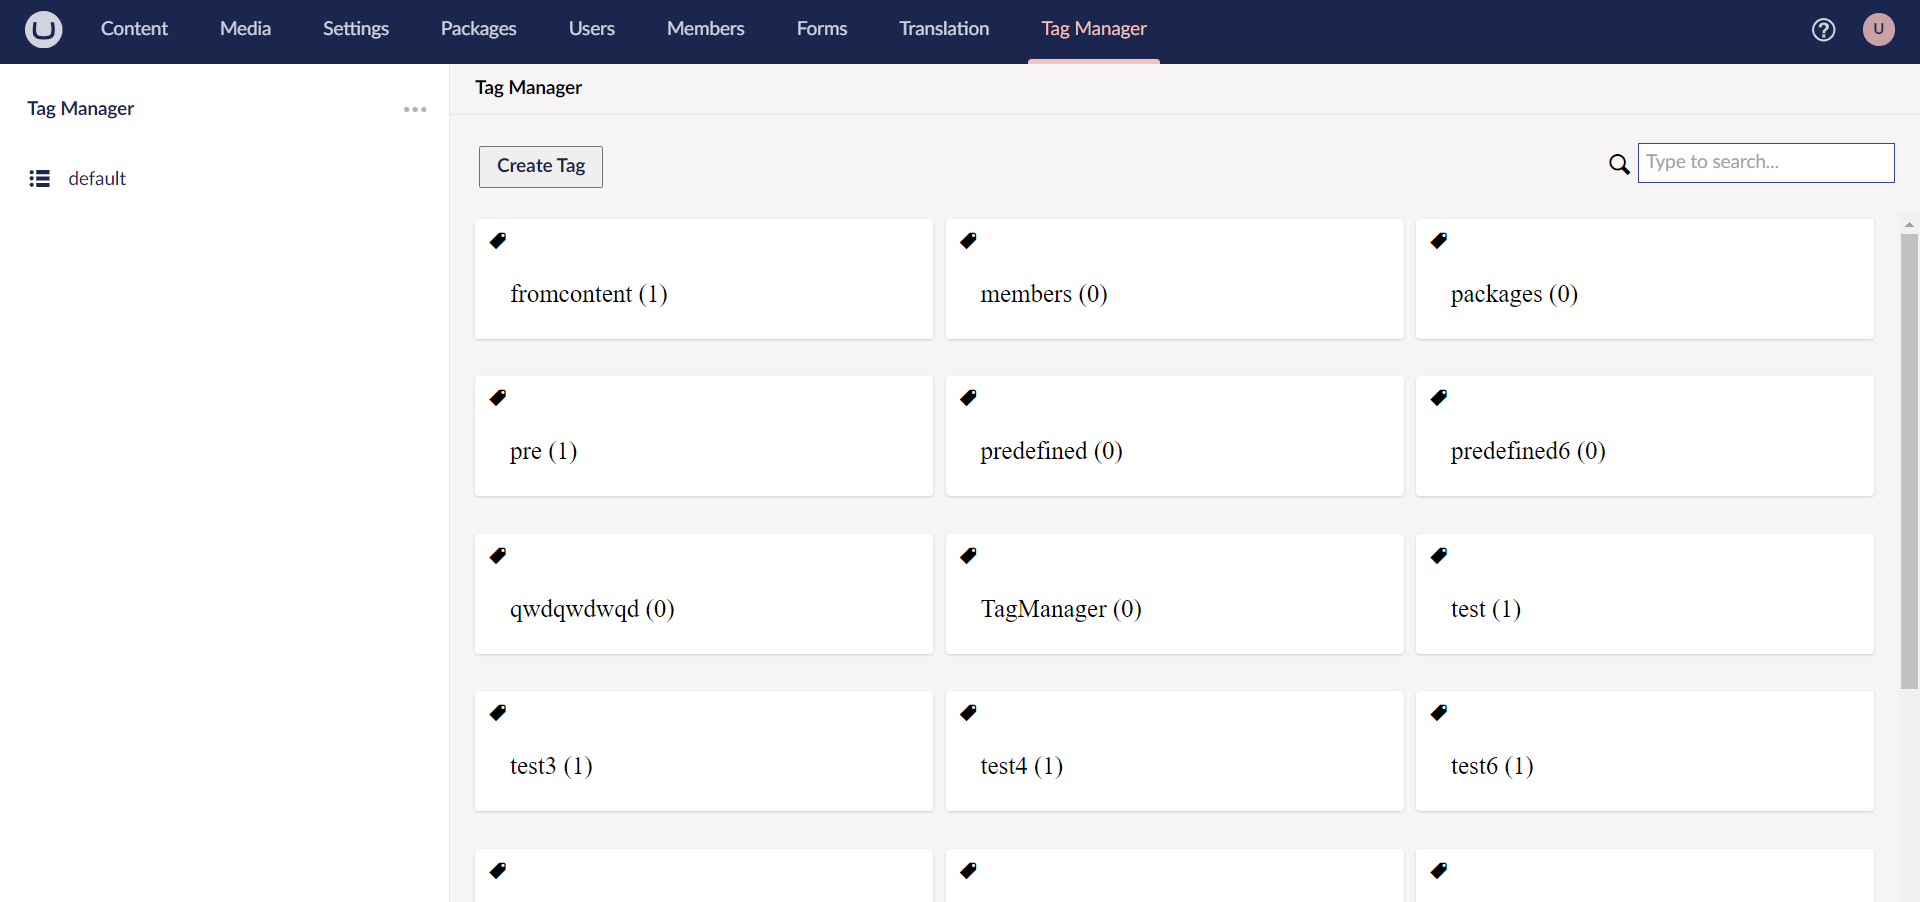 Content Media Settings Packages Users Members Forms Translation Tag Manager U
Tag Manager
default
Tag Manager
Create Tag
Type to search...
fromcontent (1)
members (0)
packages (0)
pre (1)
predefined (0)
predefined6 (0)
qwdqwdwqd (0)
TagManager (0)
test (1)
test3 (1)
test4 (1)
test6 (1)